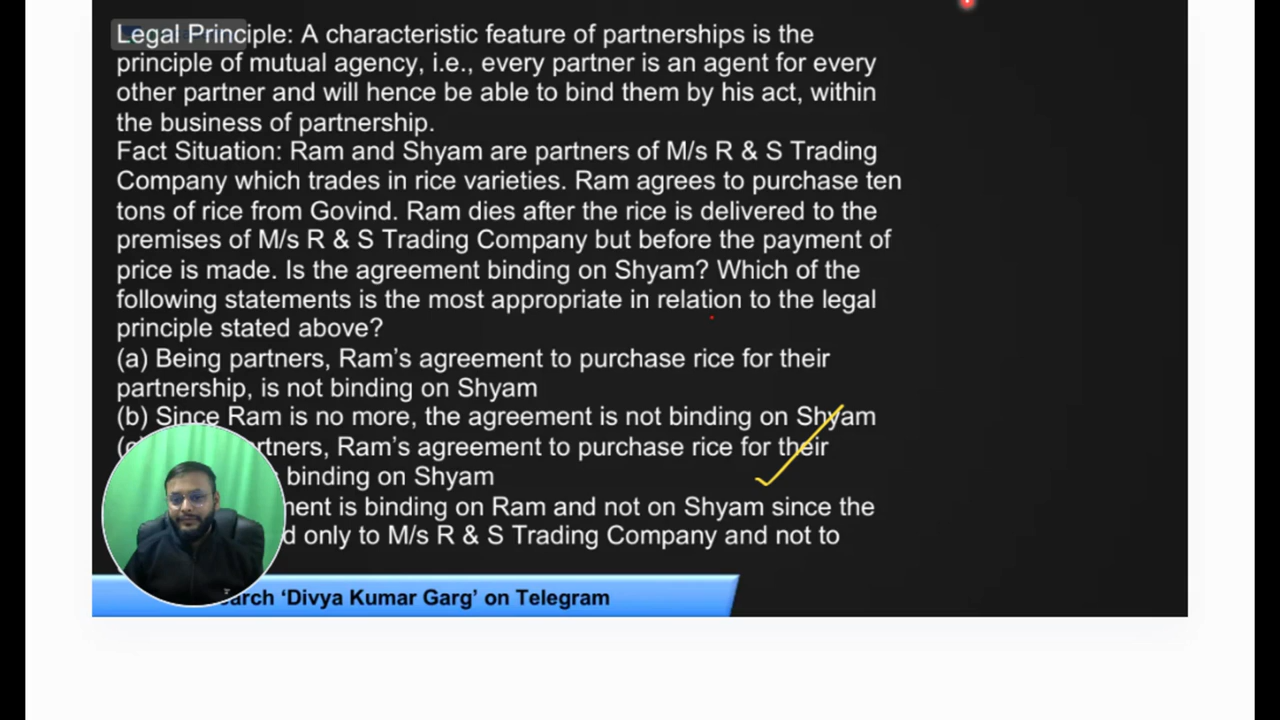 Legal Principle: A characteristic feature of partnerships is the
principle of mutual agency, i.e., every partner is an agent for every
other partner and will hence be able to bind them by his act, within
the business of partnership.
Fact Situation: Ram and Shyam are partners of M/s R & S Trading
Company which trades in rice varieties. Ram agrees to purchase ten
tons of rice from Govind. Ram dies after the rice is delivered to the
premises of M/s R & S Trading Company but before the payment of
price is made. Is the agreement binding on Shyam? Which of the
following statements is the most appropriate in relation to the legal
principle stated above?
(a) Being partners, Ram's agreement to purchase rice for their
partnership, is not binding on Shyam
(b) Since Ram is no more, the agreement is not binding on Shyam
Ram's agreement to purchase rice for their
binding on Shyam
is binding on Ram and not on Shyam since the
only to M/s R & S Trading Company and not to
'Divya Kumar Garg' on Telegram